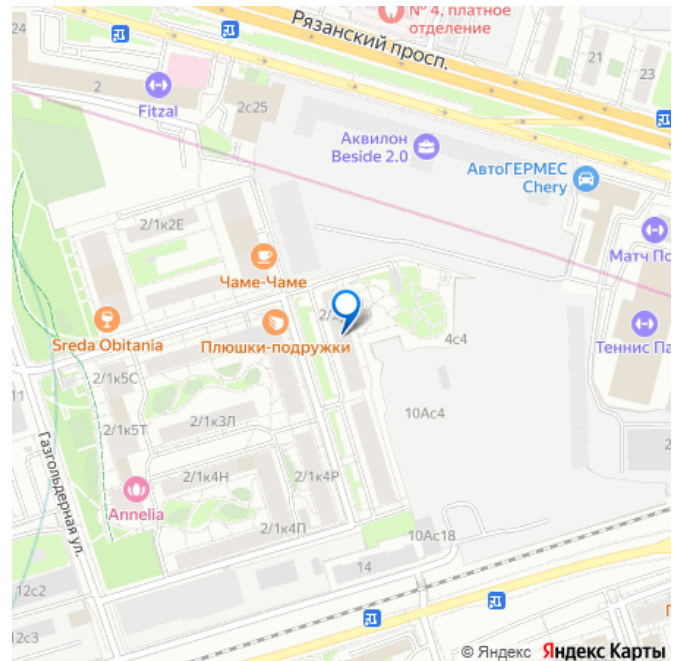 № 4, платное
отделение
Рязанский просп.
24
2
Fitzal
2с25
21
23
Аквилон
Beside 2.0
АвтоГЕРМЕС
Chery
2/1к2Е
Матч По
Чаме-Чаме
Sreda Obitania
Плюшки-подружки
4с4
Теннис Па
2/1к5С
11
2/1к3Л
10Ас4
2/1к5Т
2
Газгольдерная ул.
2/1к4Н
2/1к4Р
Annelia
2/1к4П
10Ас18
14
12с2
12с3
© Яндекс Яндекс Карты